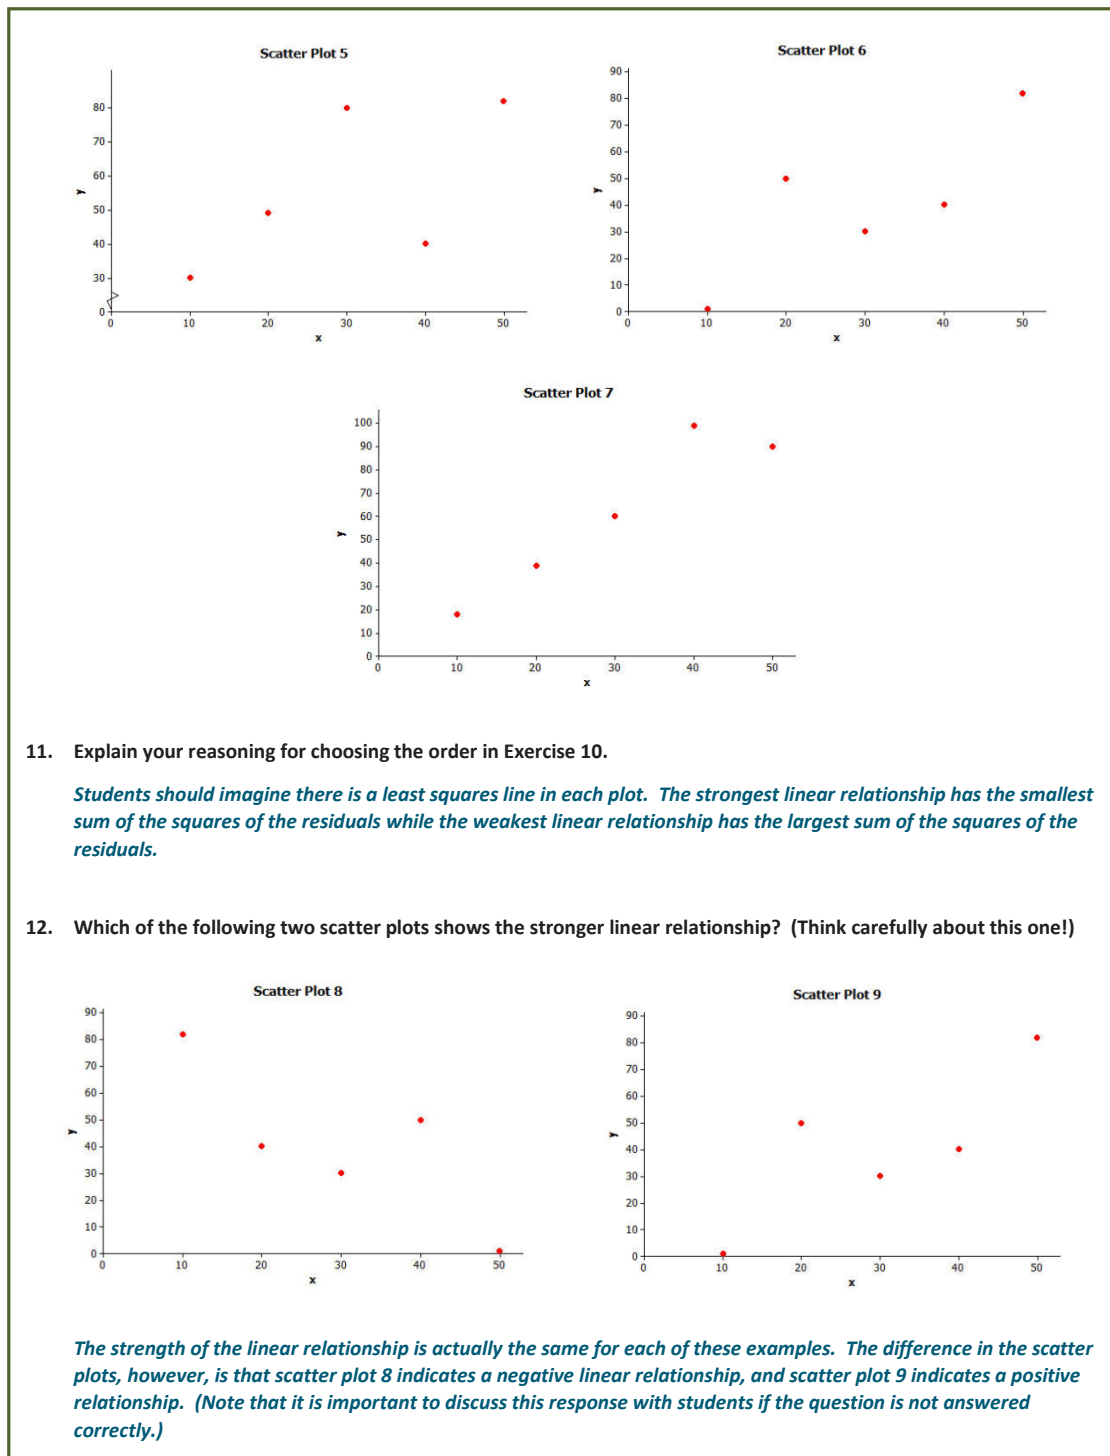 Scatter Plot 5
80
70
60
50
40
30
0
y
0 10 20 30 40 50
x
Scatter Plot 6
90
80
70
60
50
40
30
20
10
0
y
0 10 20 30 40 50
x
Scatter Plot 7
100
90
80
70
60
50
40
30
20
10
0
y
0 10 20 30 40 50
x
11. Explain your reasoning for choosing the order in Exercise 10.
Students should imagine there is a least squares line in each plot. The strongest linear relationship has the smallest
sum of the squares of the residuals while the weakest linear relationship has the largest sum of the squares of the
residuals.
12. Which of the following two scatter plots shows the stronger linear relationship? (Think carefully about this one!)
Scatter Plot 8
90
80
70
60
50
40
30
20
10
0
y
0 10 20 30 40 50
x
Scatter Plot 9
90
80
70
60
50
40
30
20
10
0
y
0 10 20 30 40 50
x
The strength of the linear relationship is actually the same for each of these examples. The difference in the scatter
plots, however, is that scatter plot 8 indicates a negative linear relationship, and scatter plot 9 indicates a positive
relationship. (Note that it is important to discuss this response with students if the question is not answered
correctly.)